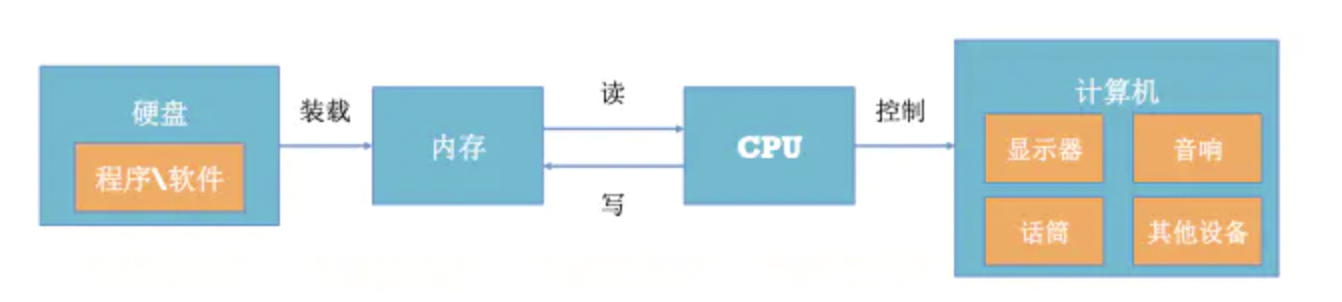 硬盘
程序\软件
装载
内存
读
写
CPU
控制
计算机
显示器
音响
话筒
其他设备